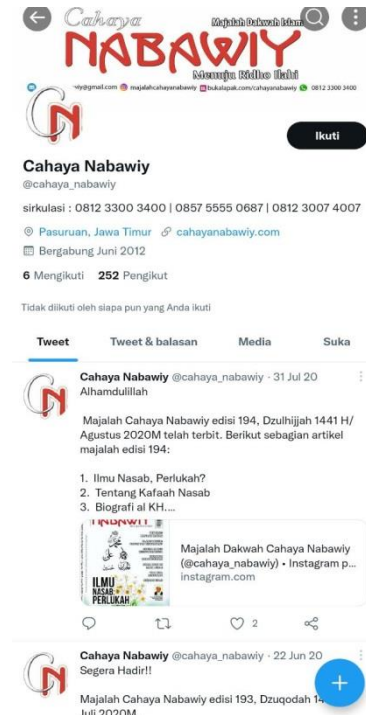 Cahaya
Majalah Dakwah Islam
NABAWIY
Menuju Ridho Ilahi
majalahcahayanabawiy bukalapak.com/cahayanabawiy 0812 3300 3400
CN
Ikuti
Cahaya Nabawiy
@cahaya_nabawiy
sirkulasi : 0812 3300 3400 | 0857 5555 0687 | 0812 3007 4007
Pasuruan, Jawa Timur cahayanabawiy.com
Bergabung Juni 2012
6 Mengikuti 252 Pengikut
Tidak diikuti oleh siapa pun yang Anda ikuti
Tweet Tweet & balasan Media Suka
Cahaya Nabawiy @cahaya_nabawiy · 31 Jul 20
Alhamdulillah
Majalah Cahaya Nabawiy edisi 194, Dzulhijjah 1441 H/
Agustus 2020M telah terbit. Berikut sebagian artikel
majalah edisi 194:
1. Ilmu Nasab, Perlukah?
2. Tentang Kafaah Nasab
3. Biografi al KH....
NABAWIY
ILMU
NASAB
PERLUKAH
Majalah Dakwah Cahaya Nabawiy
(@cahaya_nabawiy) • Instagram p...
instagram.com
2
Cahaya Nabawiy @cahaya_nabawiy · 22 Jun 20
Segera Hadir!!
Majalah Cahaya Nabawiy edisi 193, Dzuqodah
Juli 2020M